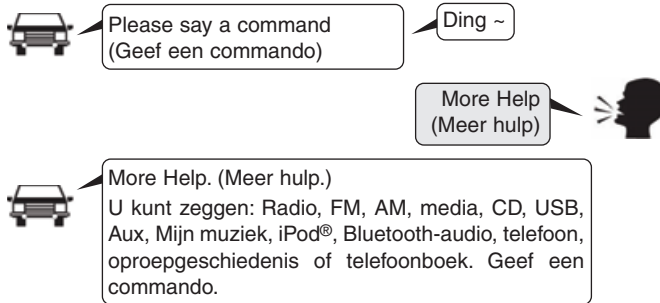 Please say a command
(Geef een commando)
Ding ~
More Help
(Meer hulp)
More Help. (Meer hulp.)
U kunt zeggen: Radio, FM, AM, media, CD, USB,
Aux, Mijn muziek, iPod®, Bluetooth-audio, telefoon,
oproepgeschiedenis of telefoonboek. Geef een
commando.